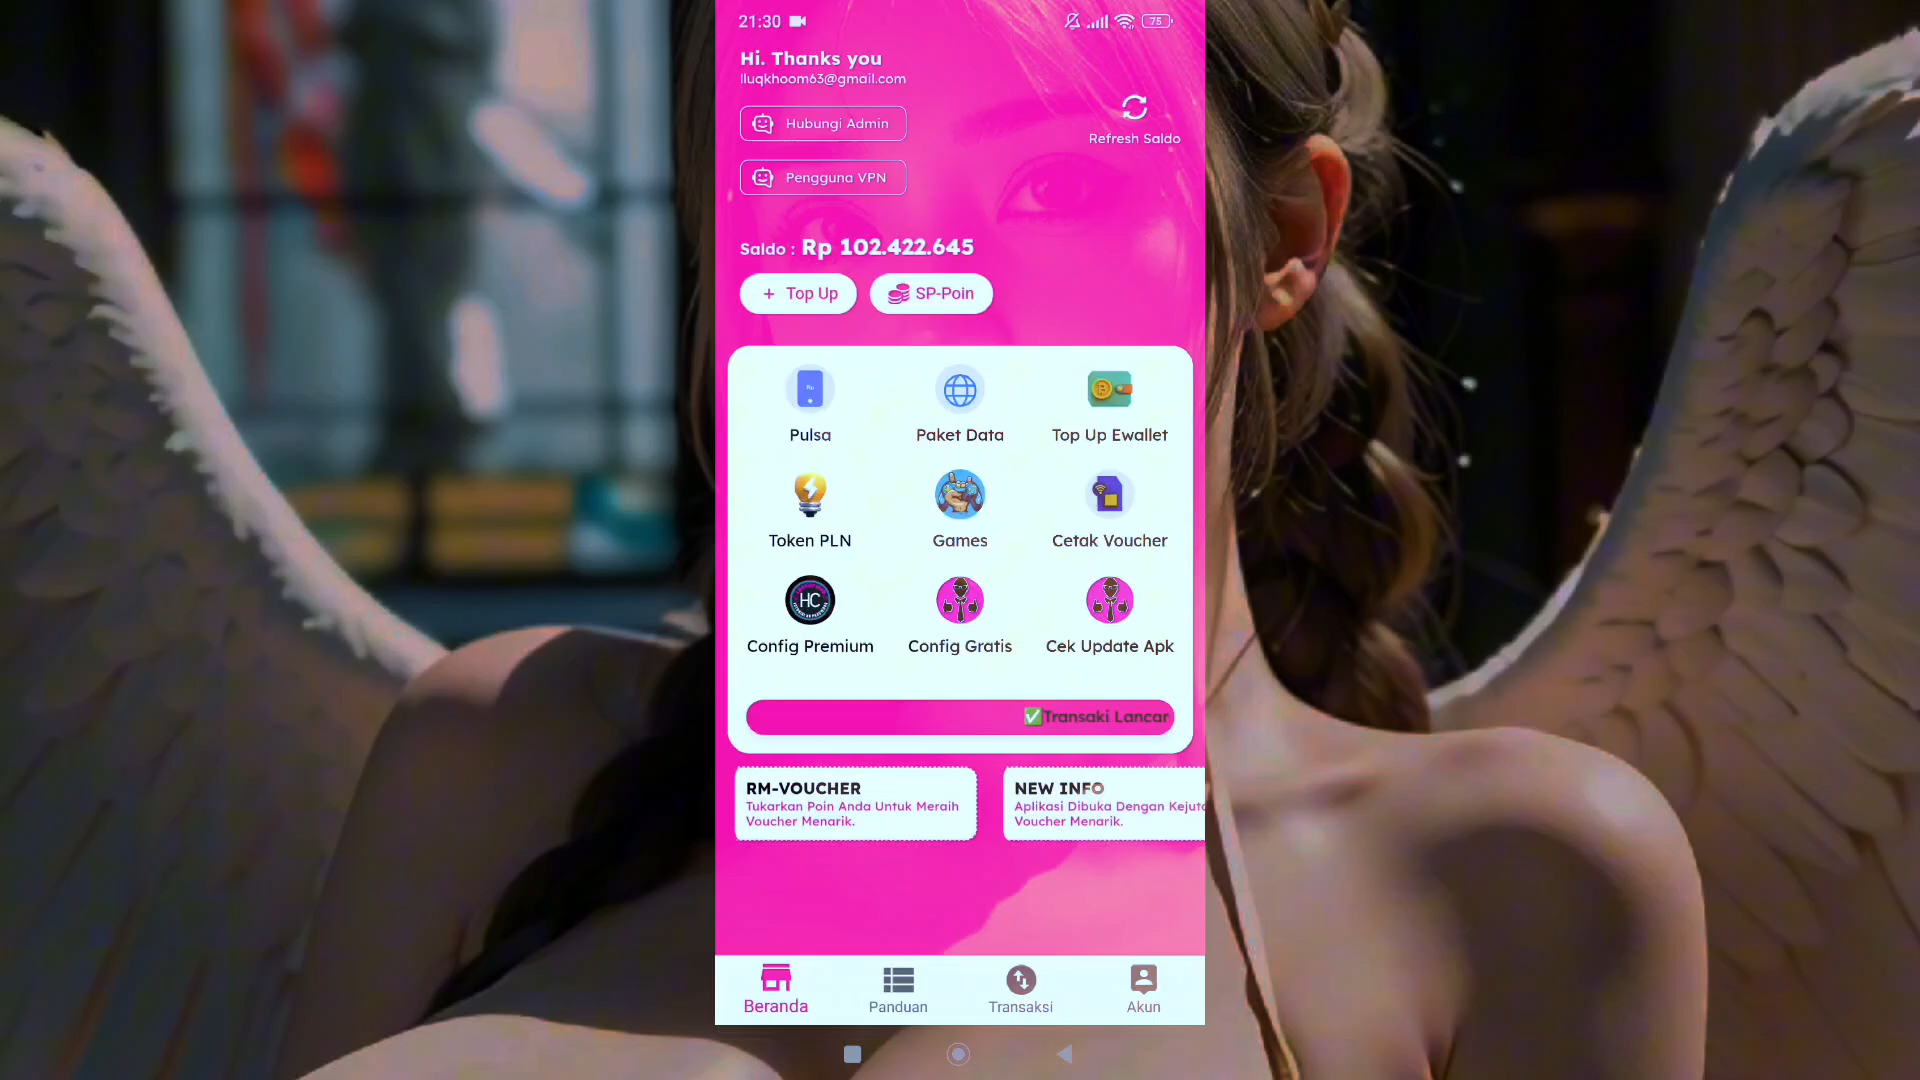 21:30
75
Hi. Thanks you
lluqkhoom63@gmail.com
Hubungi Admin
Refresh Saldo
Pengguna VPN
Saldo : Rp 102.422.645
+ Top Up
SP-Poin
Pulsa
Paket Data
Top Up Ewallet
Token PLN
Games
Cetak Voucher
HC
Config Premium
Config Gratis
Cek Update Apk
✅Transaki Lancar
RM-VOUCHER
Tukarkan Poin Anda Untuk Meraih
Voucher Menarik.
NEW INFO
Aplikasi Dibuka Dengan Kejut
Voucher Menarik.
Beranda
Panduan
Transaksi
Akun